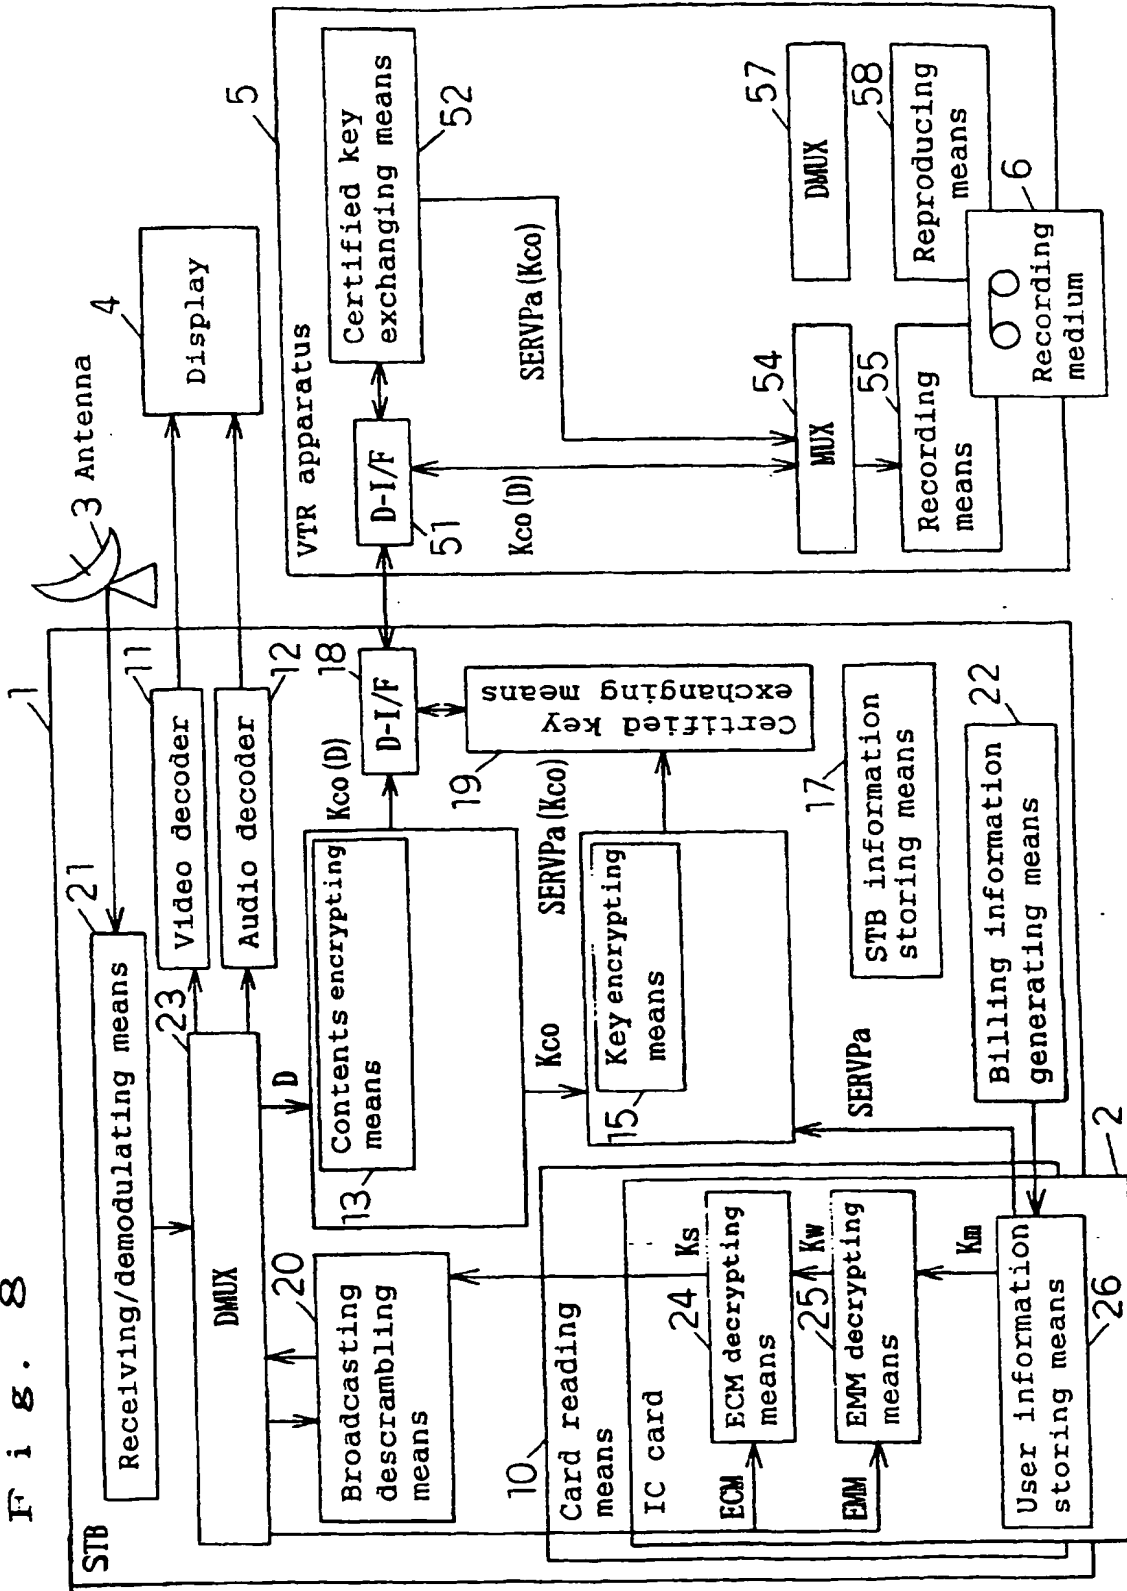 Fig. 8
STB
1
Receiving/demodulating means
21
3 Antenna
4
Display
DMUX
23
Video decoder
11
Audio decoder
12
Broadcasting
descrambling
means
20
D
Contents encrypting
means
13
Kco(D)
D-I/F
18
Certified key
exchanging means
19
Kco
SERVPa(Kco)
Key encrypting
means
15
STB information
storing means
17
Billing information
generating means
22
SERVPa
10
Card reading
means
IC card
2
ECM
ECM decrypting
means
24
Ks
EMM
EMM decrypting
means
25
Kw
Km
User information
storing means
26
5
VTR apparatus
D-I/F
51
Certified key
exchanging means
52
Kco(D)
SERVPa(Kco)
MUX
54
DMUX
57
Recording
means
55
Reproducing
means
58
Recording
medium
6